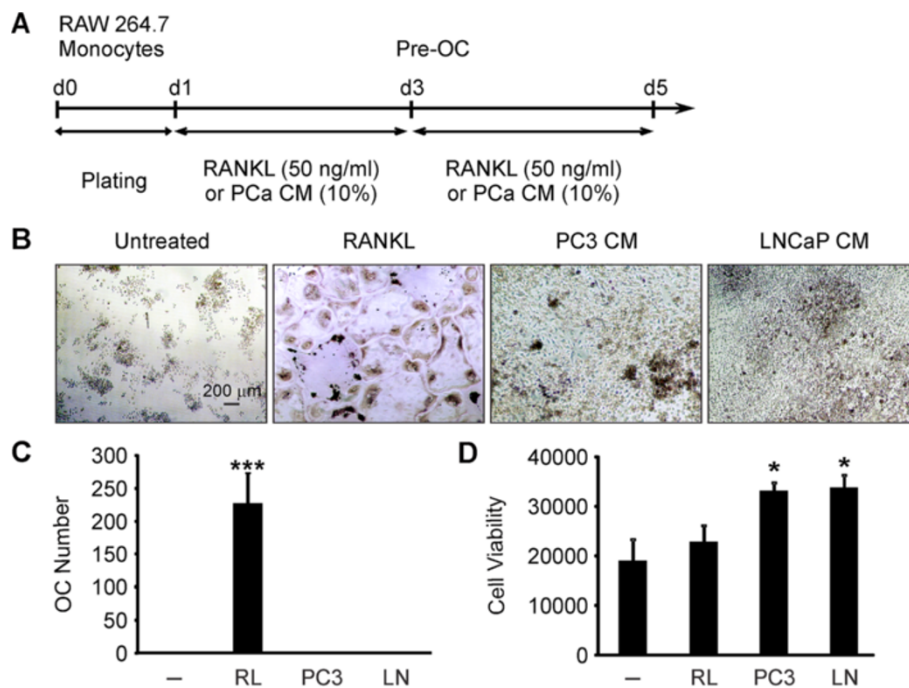 A
RAW 264.7
Monocytes
Pre-OC
d0 d1 d3 d5
Plating
RANKL (50 ng/ml)
or PCa CM (10%)
RANKL (50 ng/ml)
or PCa CM (10%)
B
Untreated RANKL PC3 CM LNCaP CM
200 μm
C
OC Number
300
250
200
150
100
50
0
***
– RL PC3 LN
D
Cell Viability
40000
30000
20000
10000
0
* *
– RL PC3 LN